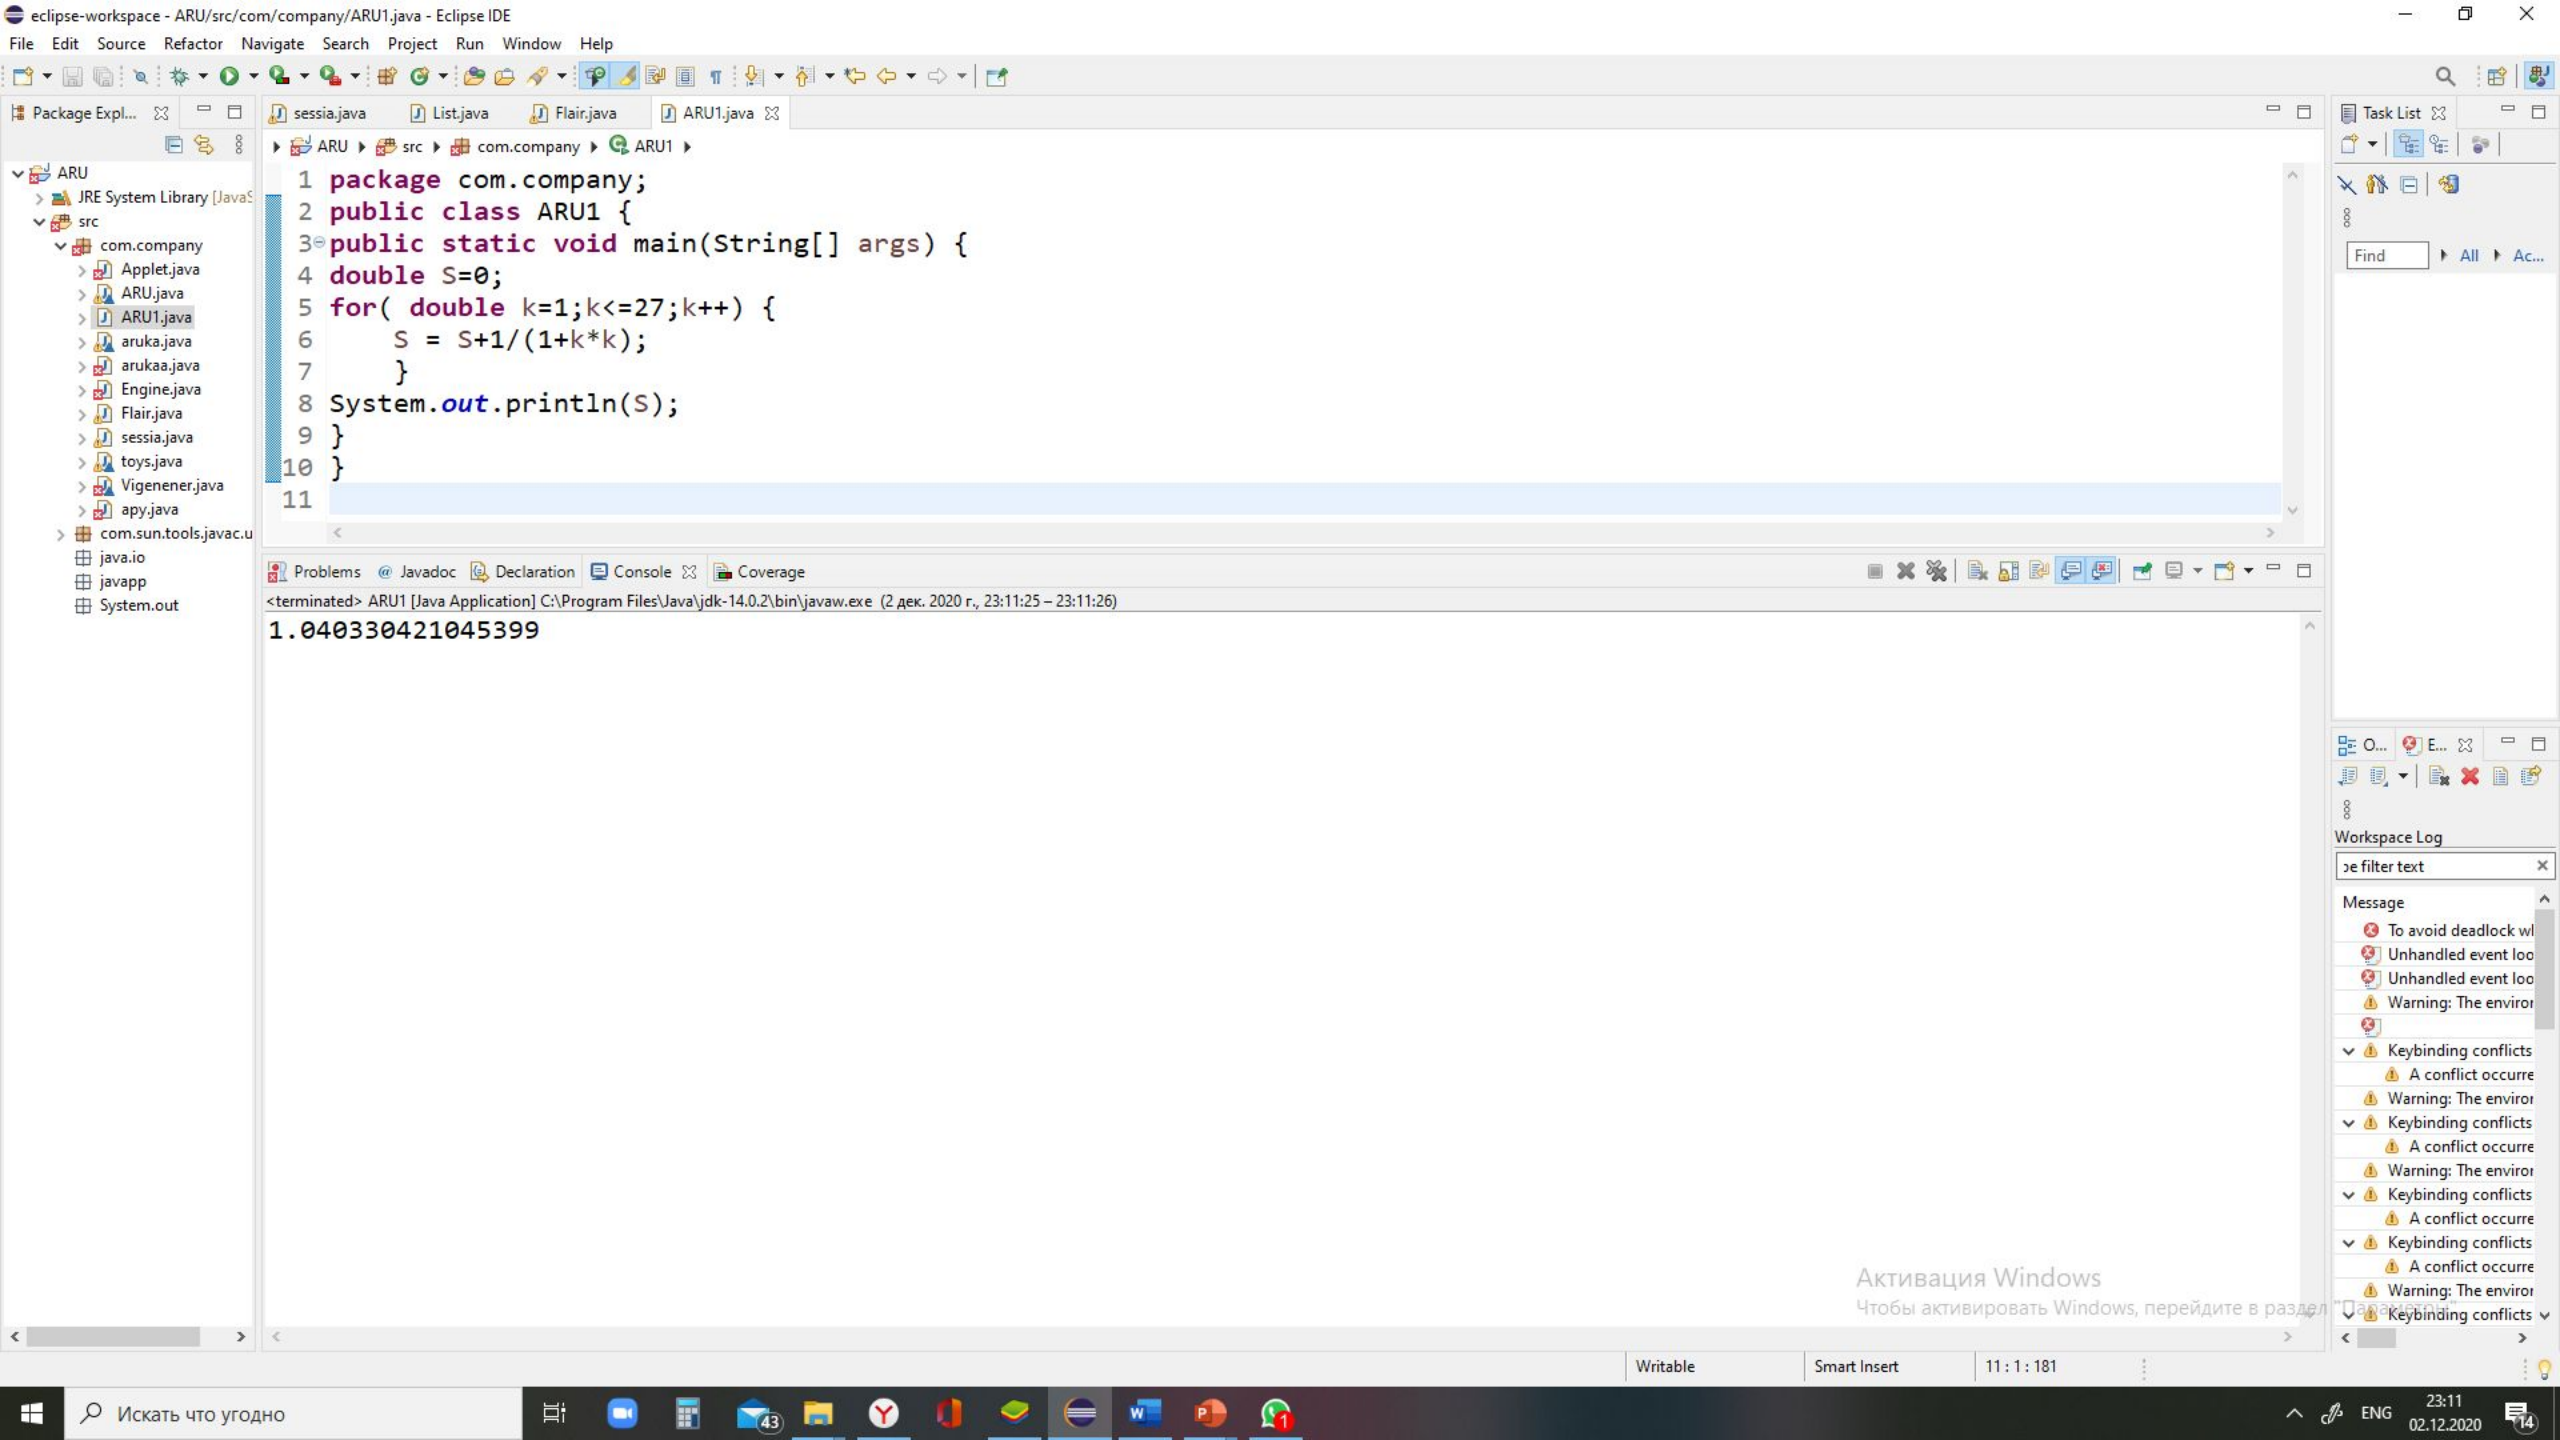 eclipse-workspace - ARU/src/com/company/ARU1.java - Eclipse IDE
File Edit Source Refactor Navigate Search Project Run Window Help
Package Expl...
ARU
JRE System Library [JavaS
src
com.company
Applet.java
ARU.java
ARU1.java
aruka.java
arukaa.java
Engine.java
Flair.java
sessia.java
toys.java
Vigenener.java
apy.java
com.sun.tools.javac.u
java.io
javapp
System.out
sessia.java List.java Flair.java ARU1.java
ARU src com.company ARU1
1 package com.company;
2 public class ARU1 {
3 public static void main(String[] args) {
4 double S=0;
5 for( double k=1;k<=27;k++) {
6 S = S+1/(1+k*k);
7 }
8 System.out.println(S);
9 }
10 }
11
Problems @ Javadoc Declaration Console Coverage
<terminated> ARU1 [Java Application] C:\Program Files\Java\jdk-14.0.2\bin\javaw.exe (2 дек. 2020 г., 23:11:25 – 23:11:26)
1.040330421045399
Task List
Find All Ac...
O... E...
Workspace Log
pe filter text
Message
To avoid deadlock wl
Unhandled event loo
Unhandled event loo
Warning: The enviror
Keybinding conflicts
A conflict occurre
Warning: The enviror
Keybinding conflicts
A conflict occurre
Warning: The enviror
Keybinding conflicts
A conflict occurre
Keybinding conflicts
A conflict occurre
Warning: The enviror
Keybinding conflicts
Активация Windows
Чтобы активировать Windows, перейдите в раздел "Параметры".
Writable Smart Insert 11 : 1 : 181
Искать что угодно
43
1
ENG
23:11
02.12.2020
14